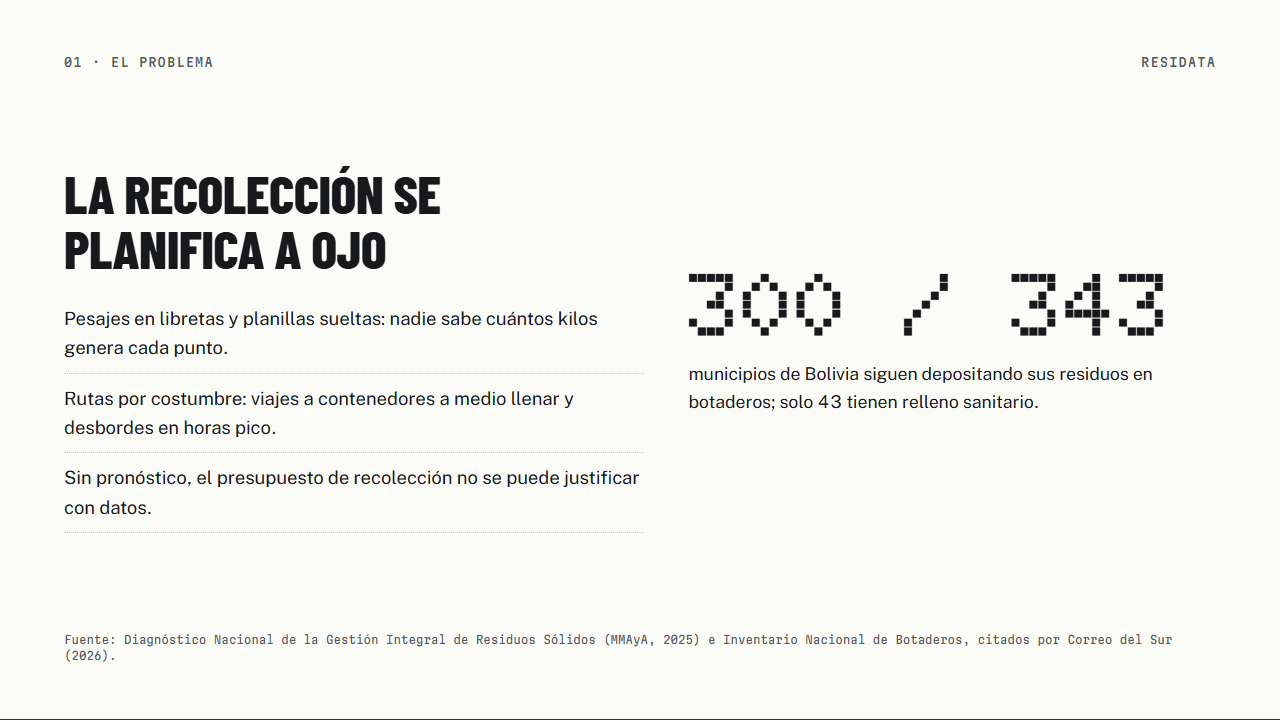 01 · EL PROBLEMA
RESIDATA
LA RECOLECCIÓN SE
PLANIFICA A OJO
Pesajes en libretas y planillas sueltas: nadie sabe cuántos kilos
genera cada punto.
Rutas por costumbre: viajes a contenedores a medio llenar y
desbordes en horas pico.
Sin pronóstico, el presupuesto de recolección no se puede justificar
con datos.
300 / 343
municipios de Bolivia siguen depositando sus residuos en
botaderos; solo 43 tienen relleno sanitario.
Fuente: Diagnóstico Nacional de la Gestión Integral de Residuos Sólidos (MMAyA, 2025) e Inventario Nacional de Botaderos, citados por Correo del Sur
(2026).